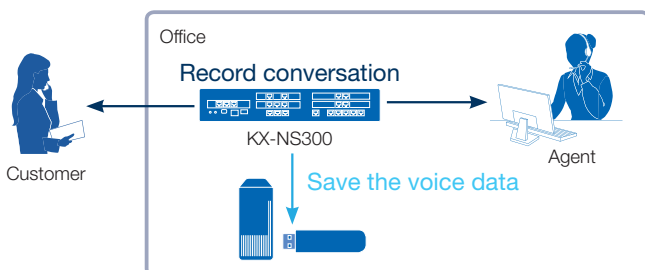 Office
Record conversation
KX-NS300
Customer
Agent
Save the voice data